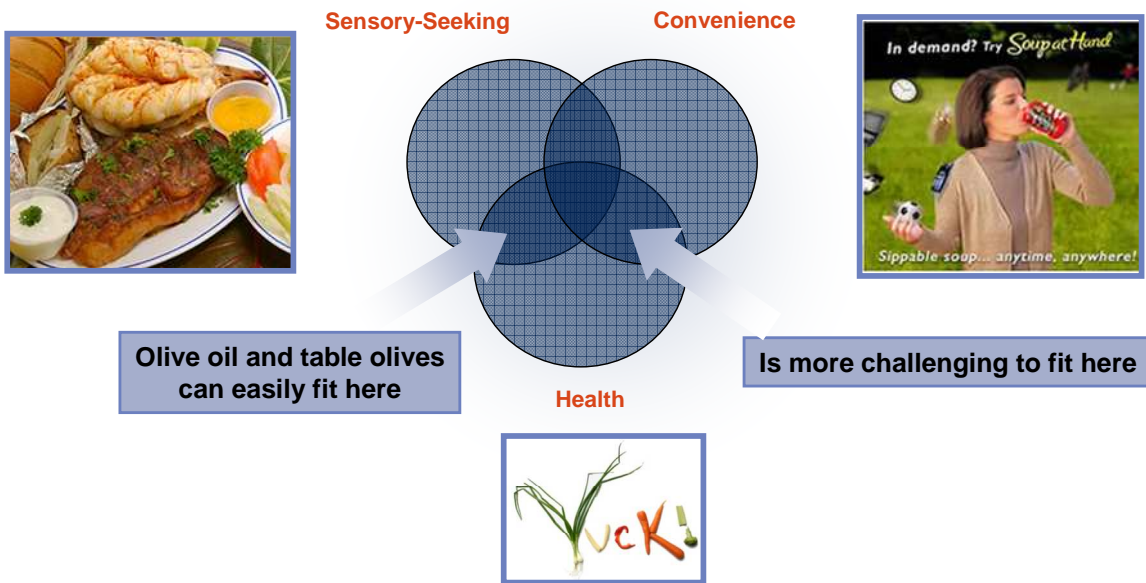 Sensory-Seeking
Convenience
In demand? Try Soup at Hand
Sippable soup... anytime, anywhere!
Olive oil and table olives
can easily fit here
Is more challenging to fit here
Health
YUCK!